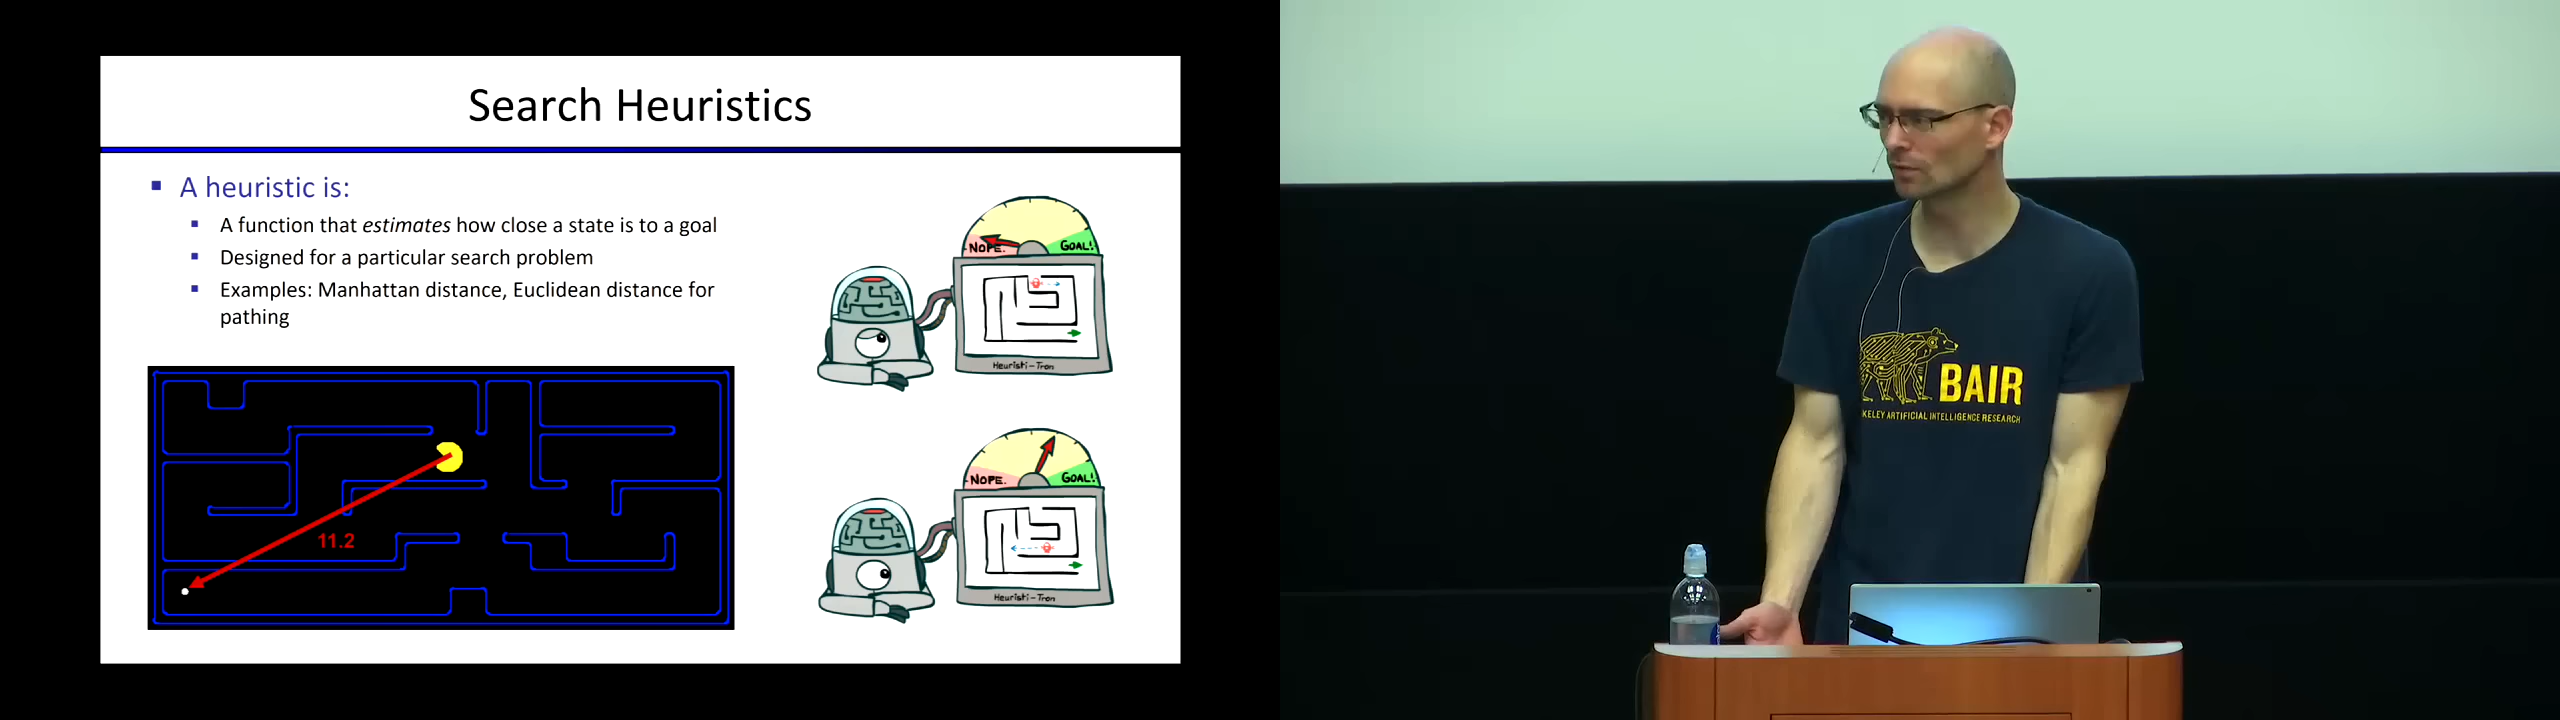 Search Heuristics
A heuristic is:
A function that estimates how close a state is to a goal
Designed for a particular search problem
Examples: Manhattan distance, Euclidean distance for
pathing
11.2
NOPE.
GOAL!
Heuristi-Tron
NOPE.
GOAL!
Heuristi-Tron
BAIR
KELEY ARTIFICIAL INTELLIGENCE RESEARCH